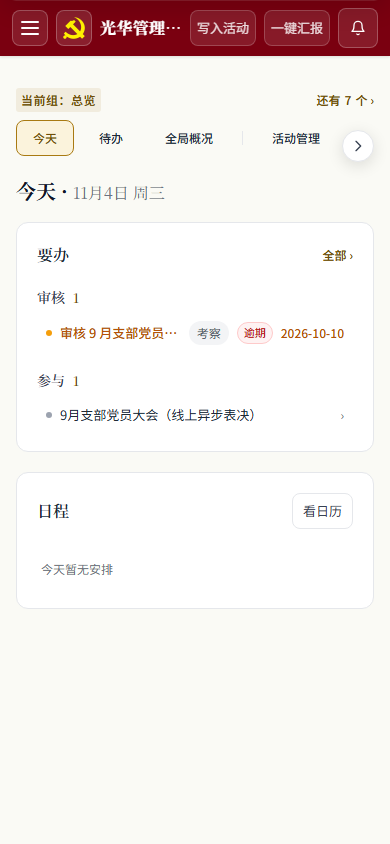 光华管理…
写入活动
一键汇报
当前组：总览
还有 7 个 ›
今天
待办
全局概况
活动管理
今天 · 11月4日 周三
要办
全部 ›
审核 1
审核 9 月支部党员… 考察 逾期 2026-10-10
参与 1
9月支部党员大会（线上异步表决） ›
日程
看日历
今天暂无安排